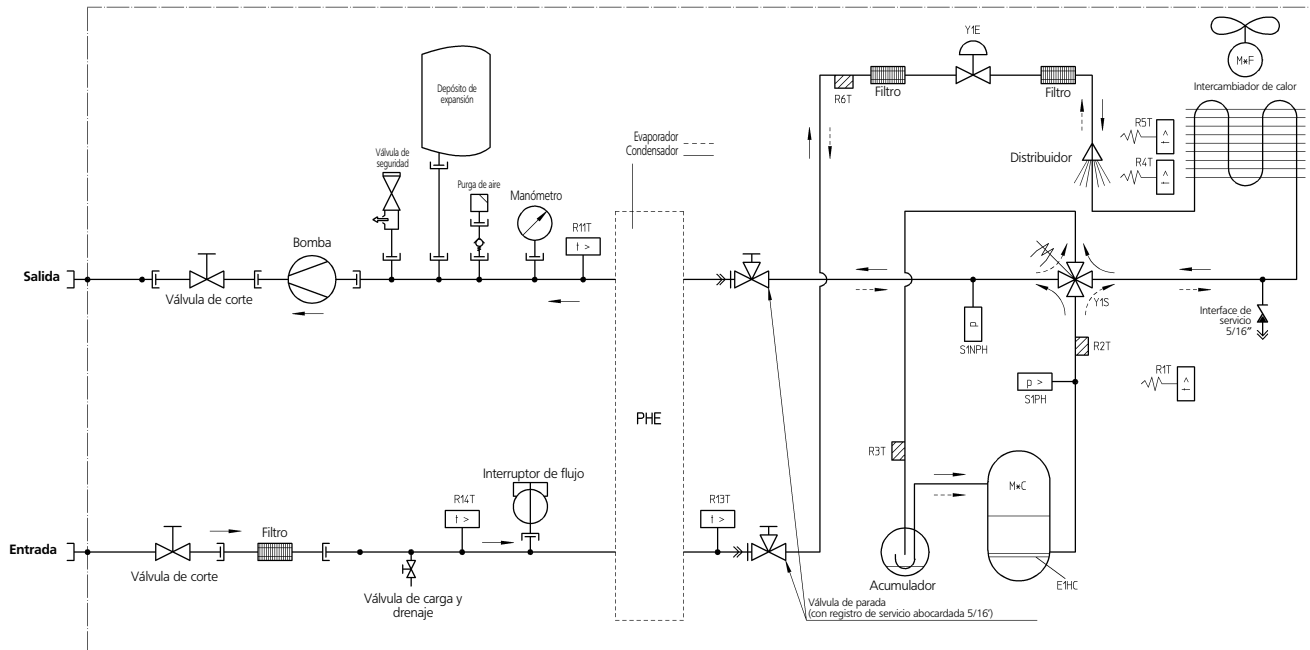 Y1E
M*F
Intercambiador de calor
R6T
Filtro
Filtro
Depósito de
expansión
Evaporador
Condensador
R5T
t >
R4T
t >
Distribuidor
Válvula de
seguridad
Purga de aire
Manómetro
R11T
t >
Bomba
Salida
Válvula de corte
Y1S
Interface de
servicio
5/16"
p
S1NPH
R2T
p >
S1PH
R1T
t >
PHE
R3T
M*C
Interruptor de flujo
R14T
t >
R13T
t >
Filtro
Entrada
Válvula de corte
Válvula de carga y
drenaje
Acumulador
E1HC
Válvula de parada
(con registro de servicio abocardada 5/16')